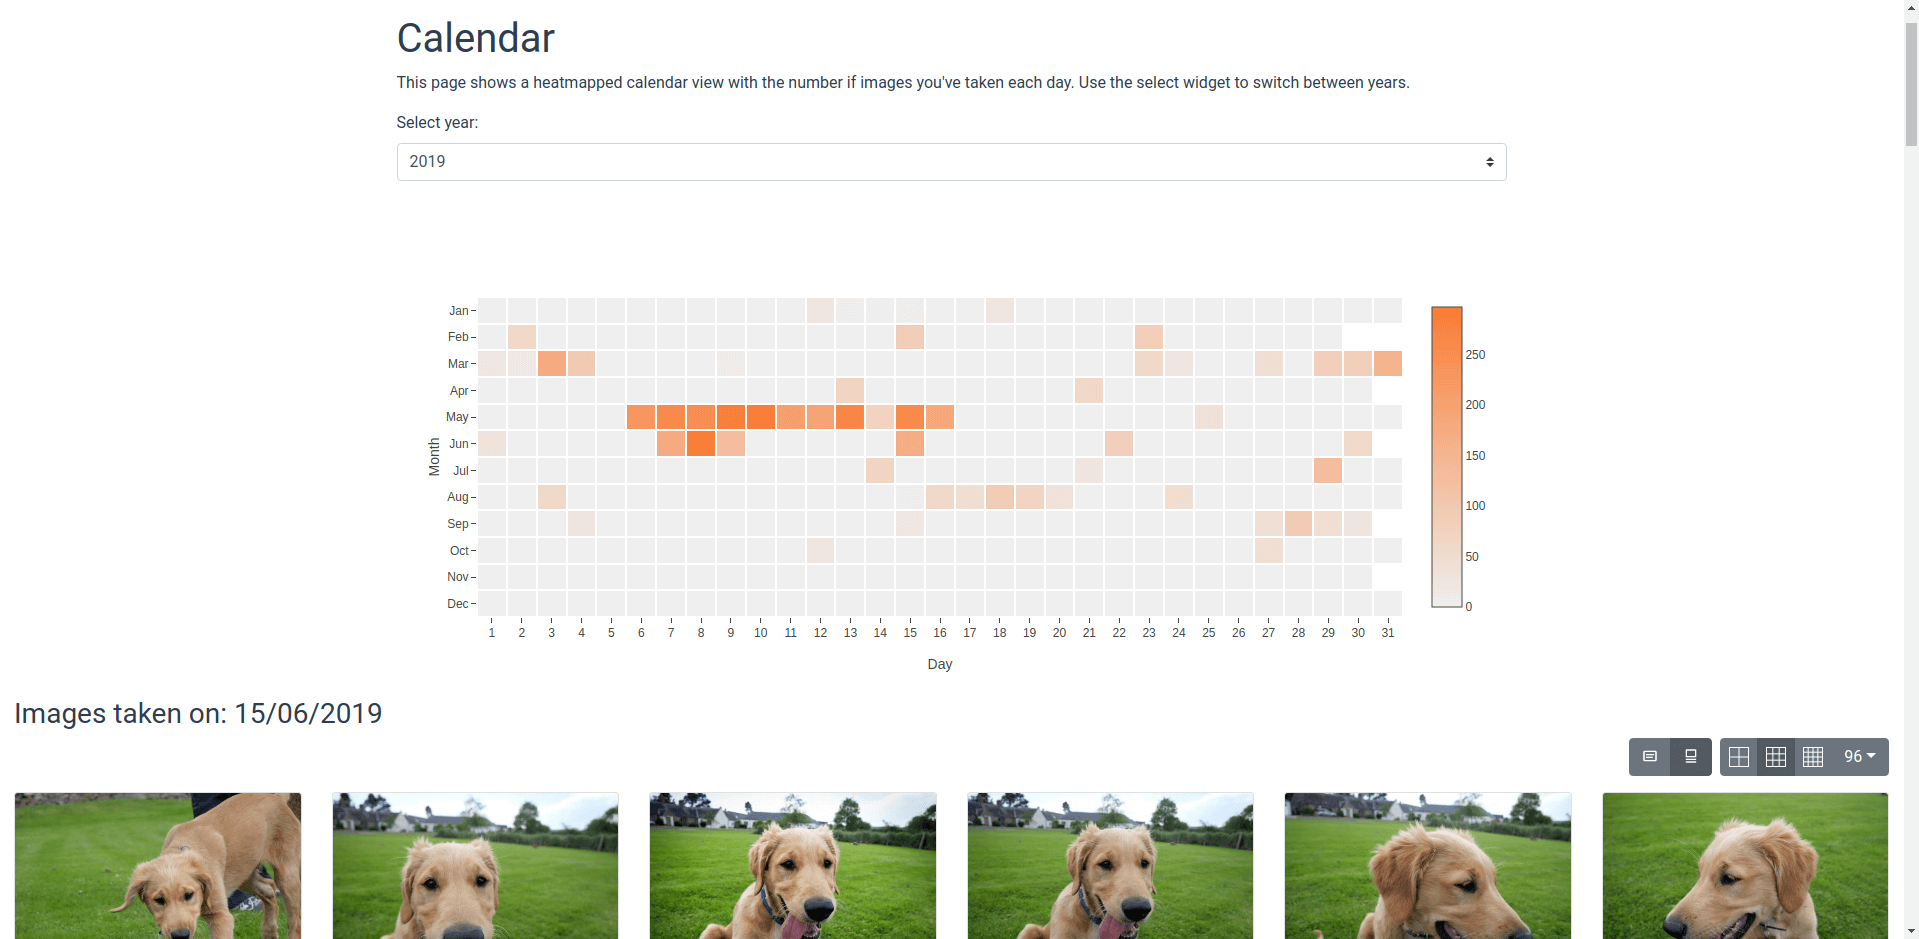 Calendar
This page shows a heatmapped calendar view with the number if images you've taken each day. Use the select widget to switch between years.
Select year:
2019
Jan
Feb
Mar
Apr
May
Jun
Jul
Aug
Sep
Oct
Nov
Dec
Month
1 2 3 4 5 6 7 8 9 10 11 12 13 14 15 16 17 18 19 20 21 22 23 24 25 26 27 28 29 30 31
Day
250
200
150
100
50
0
Images taken on: 15/06/2019
96